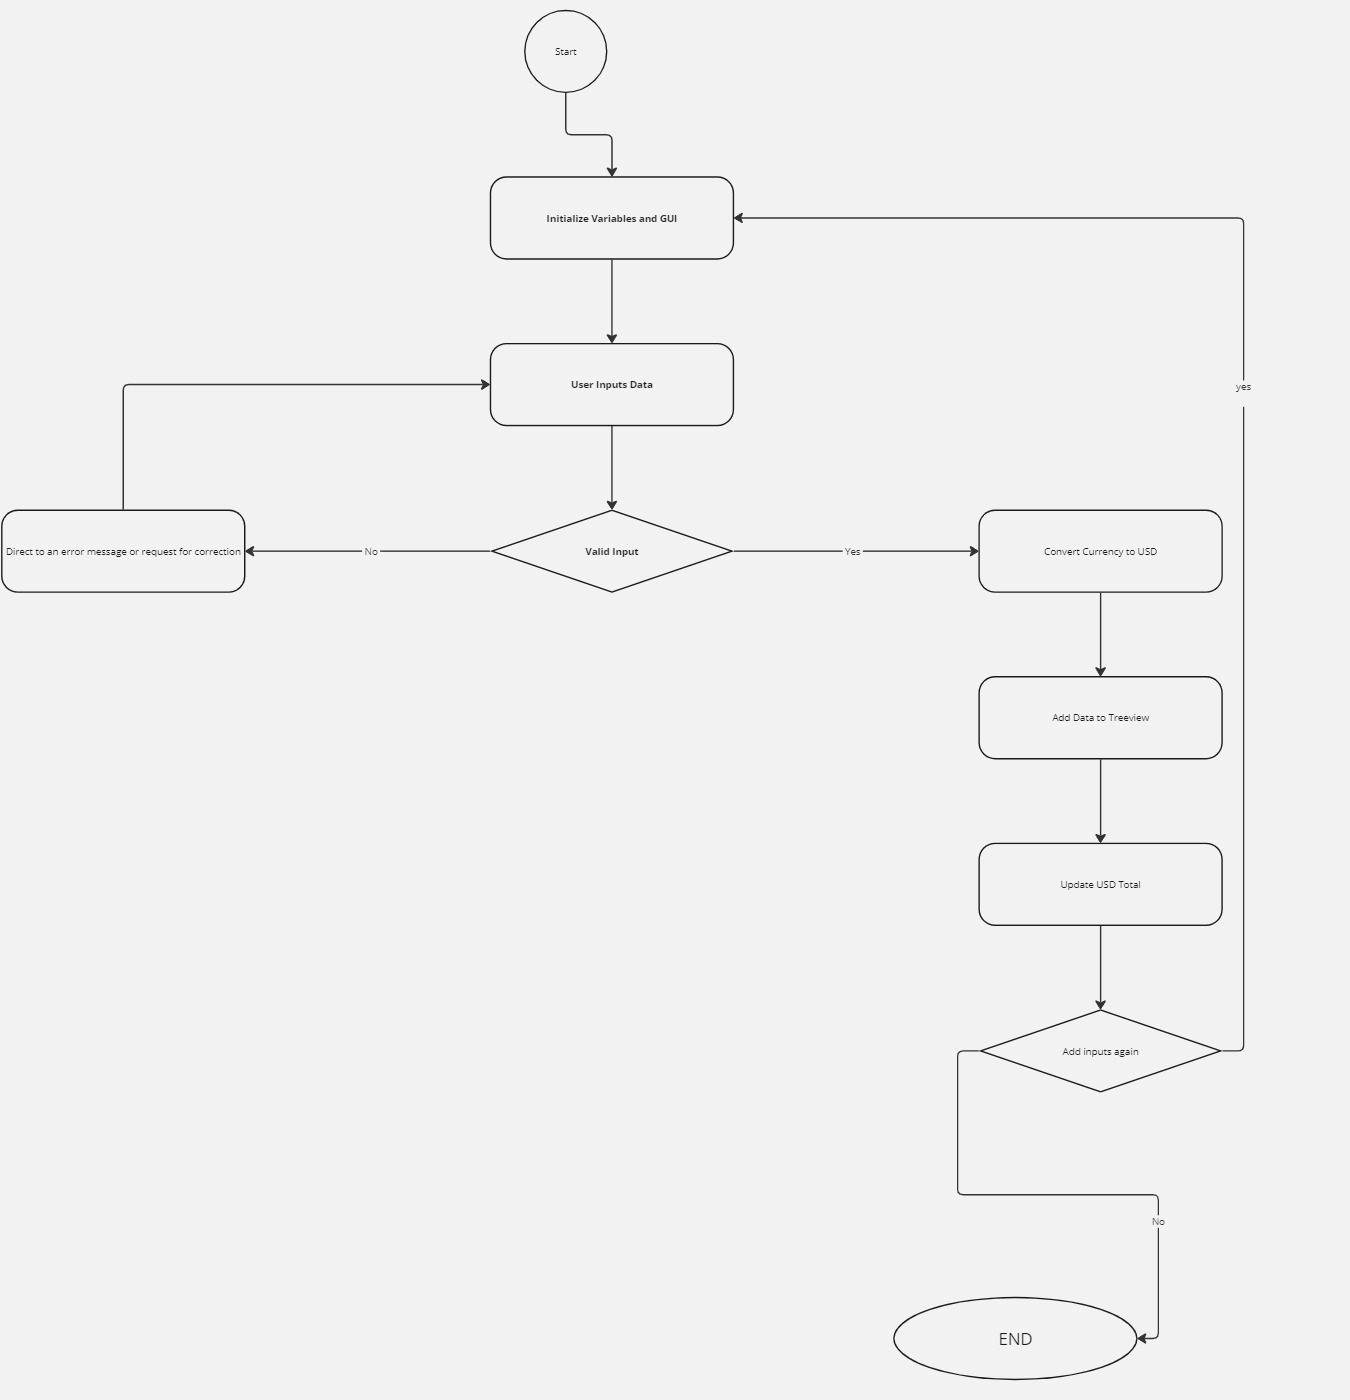 Start
Initialize Variables and GUI
User Inputs Data
yes
Direct to an error message or request for correction
No
Valid Input
Yes
Convert Currency to USD
Add Data to Treeview
Update USD Total
Add inputs again
No
END